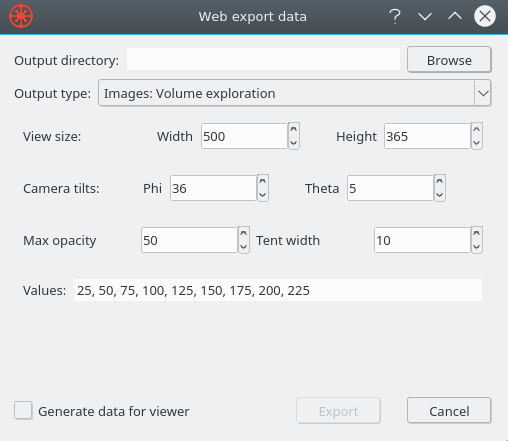 Web export data
Output directory: Browse
Output type: Images: Volume exploration
View size: Width 500 Height 365
Camera tilts: Phi 36 Theta 5
Max opacity 50 Tent width 10
Values: 25, 50, 75, 100, 125, 150, 175, 200, 225
Generate data for viewer Export Cancel